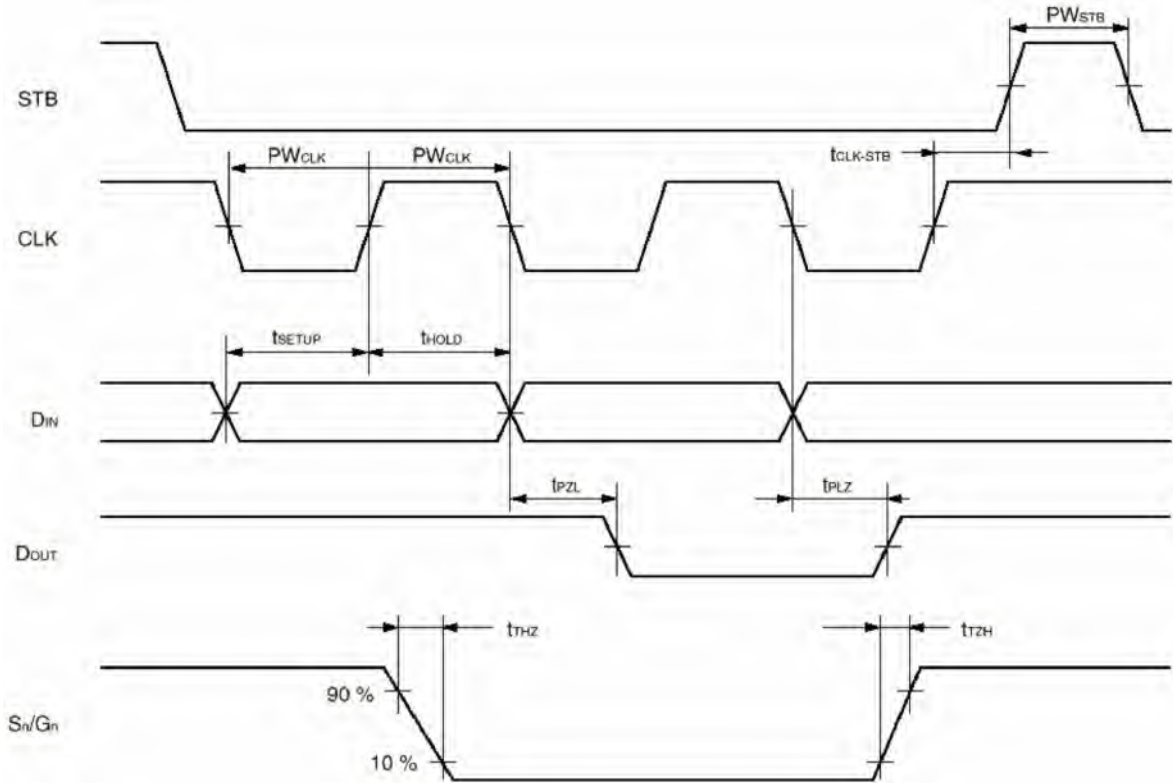 PWSTB
STB
PWCLK PWCLK
tCLK-STB
CLK
tSETUP tHOLD
DIN
tPZL tPLZ
DOUT
tTHZ tTZH
90 %
Sn/Gn
10 %